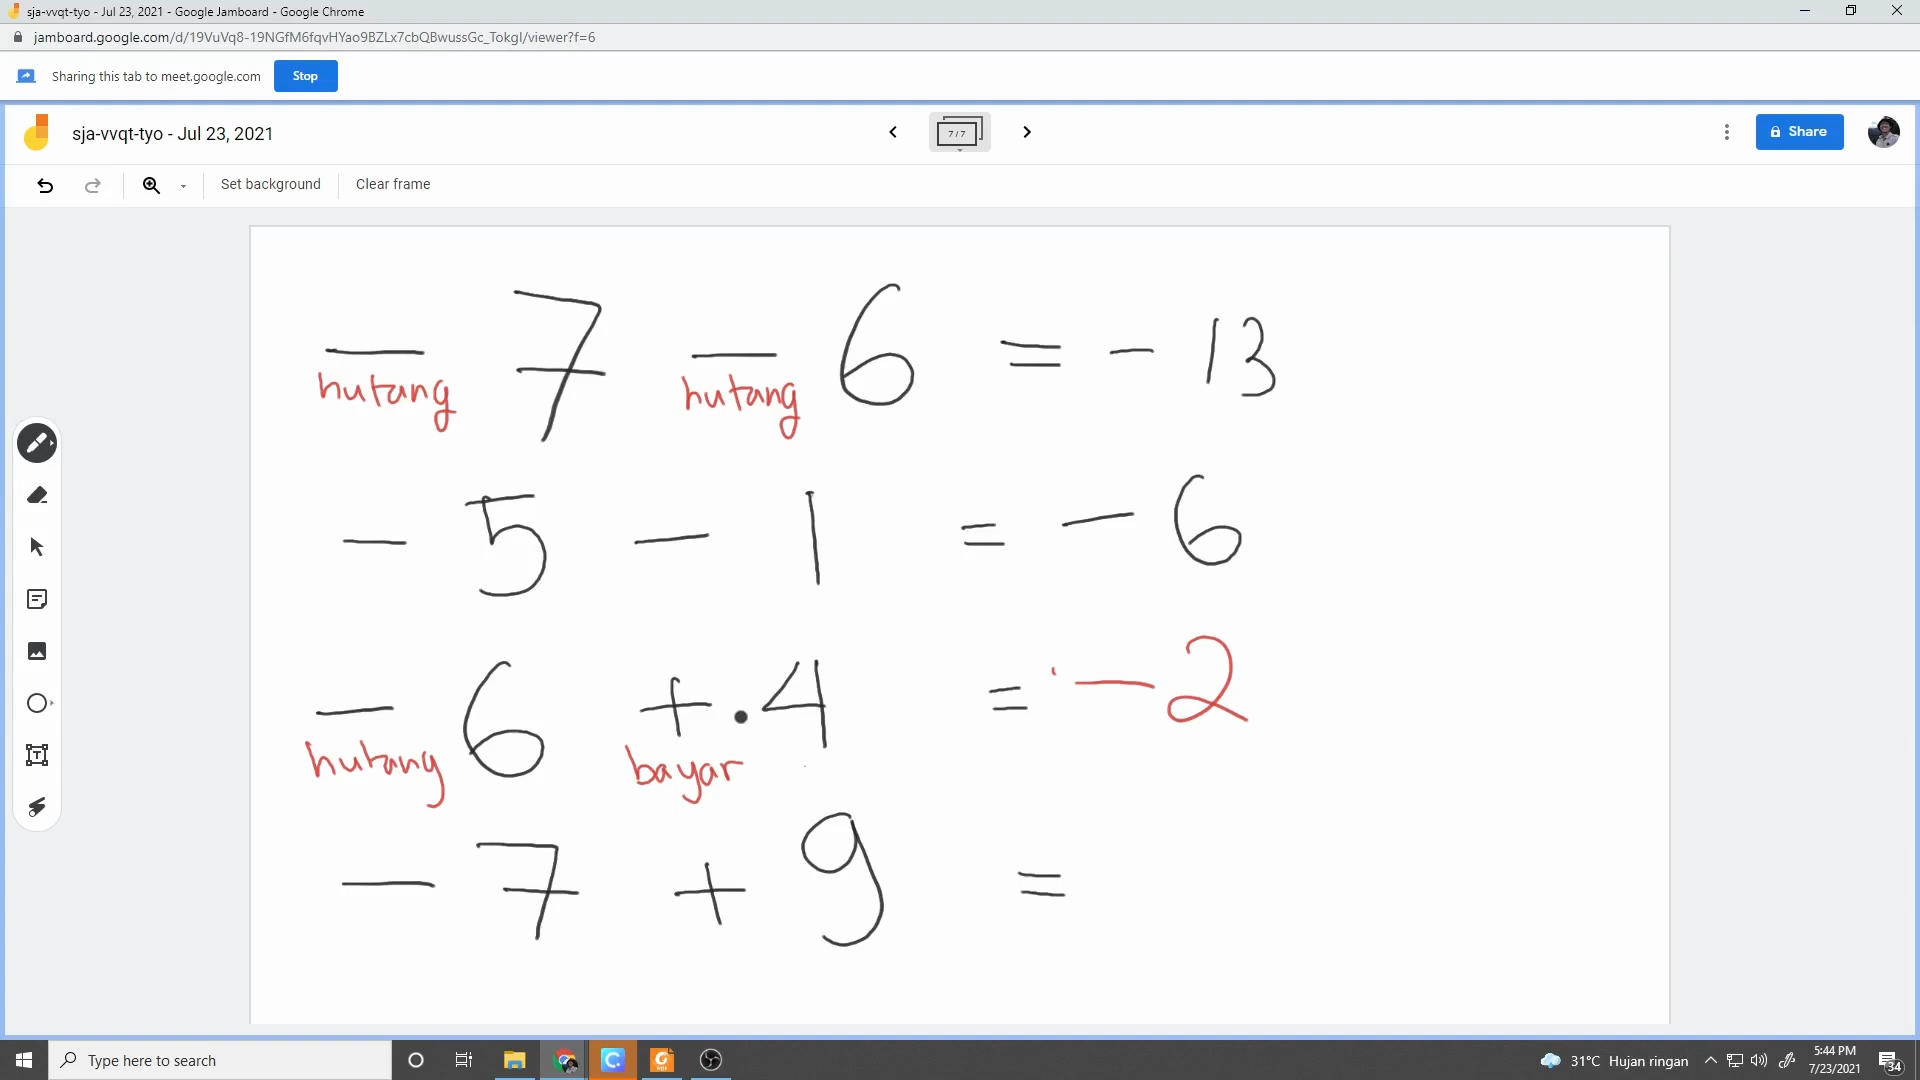 sja-vvqt-tyo - Jul 23, 2021 - Google Jamboard - Google Chrome
jamboard.google.com/d/19VuVq8-19NGfM6fqvHYao9BZLx7cbQBwussGc_TokgI/viewer?f=6
Sharing this tab to meet.google.com Stop
sja-vvqt-tyo - Jul 23, 2021 7/7 Share
Set background Clear frame
— 7 — 6 = - 13
hutang hutang
- 5 - 1 = - 6
- 6 + 4 = - 2
hutang bayar
- 7 + 9 =
Type here to search 31°C Hujan ringan 5:44 PM
7/23/2021 34